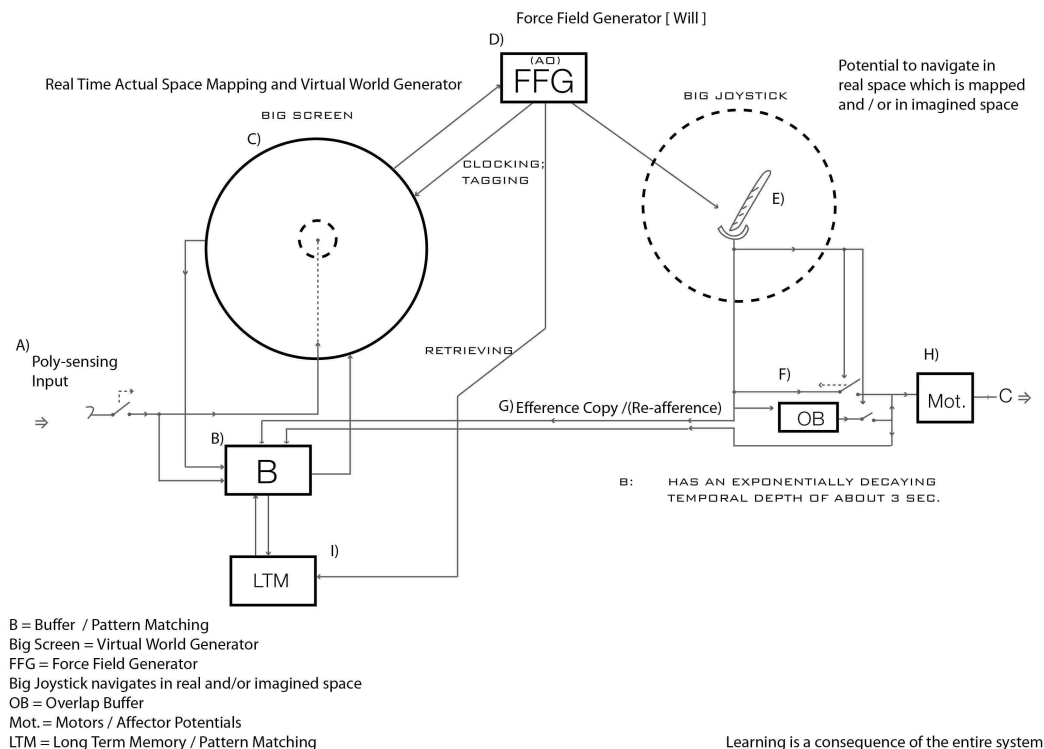 Force Field Generator [ Will ]
D)
(AO)
FFG
Real Time Actual Space Mapping and Virtual World Generator
BIG SCREEN
C)
CLOCKING;
TAGGING
BIG JOYSTICK
E)
Potential to navigate in
real space which is mapped
and / or in imagined space
RETRIEVING
A)
Poly-sensing
Input
⇒
F)
H)
Mot.
C ⇒
G) Efference Copy /(Re-afference)
OB
B)
B
B: HAS AN EXPONENTIALLY DECAYING
TEMPORAL DEPTH OF ABOUT 3 SEC.
I)
LTM
B = Buffer / Pattern Matching
Big Screen = Virtual World Generator
FFG = Force Field Generator
Big Joystick navigates in real and/or imagined space
OB = Overlap Buffer
Mot. = Motors / Affector Potentials
LTM = Long Term Memory / Pattern Matching
Learning is a consequence of the entire system